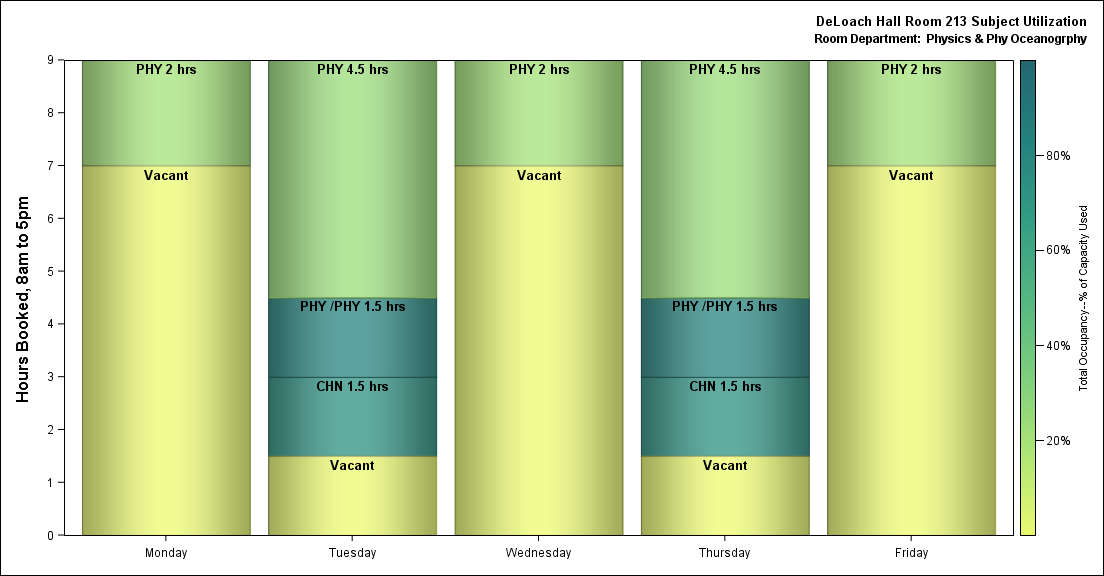 DeLoach Hall Room 213 Subject Utilization
Room Department: Physics & Phy Oceanogrphy
Hours Booked, 8am to 5pm
9
8
7
6
5
4
3
2
1
0
PHY 2 hrs
Vacant
PHY 4.5 hrs
PHY /PHY 1.5 hrs
CHN 1.5 hrs
Vacant
PHY 2 hrs
Vacant
PHY 4.5 hrs
PHY /PHY 1.5 hrs
CHN 1.5 hrs
Vacant
PHY 2 hrs
Vacant
Monday
Tuesday
Wednesday
Thursday
Friday
80%
60%
40%
20%
Total Occupancy--% of Capacity Used